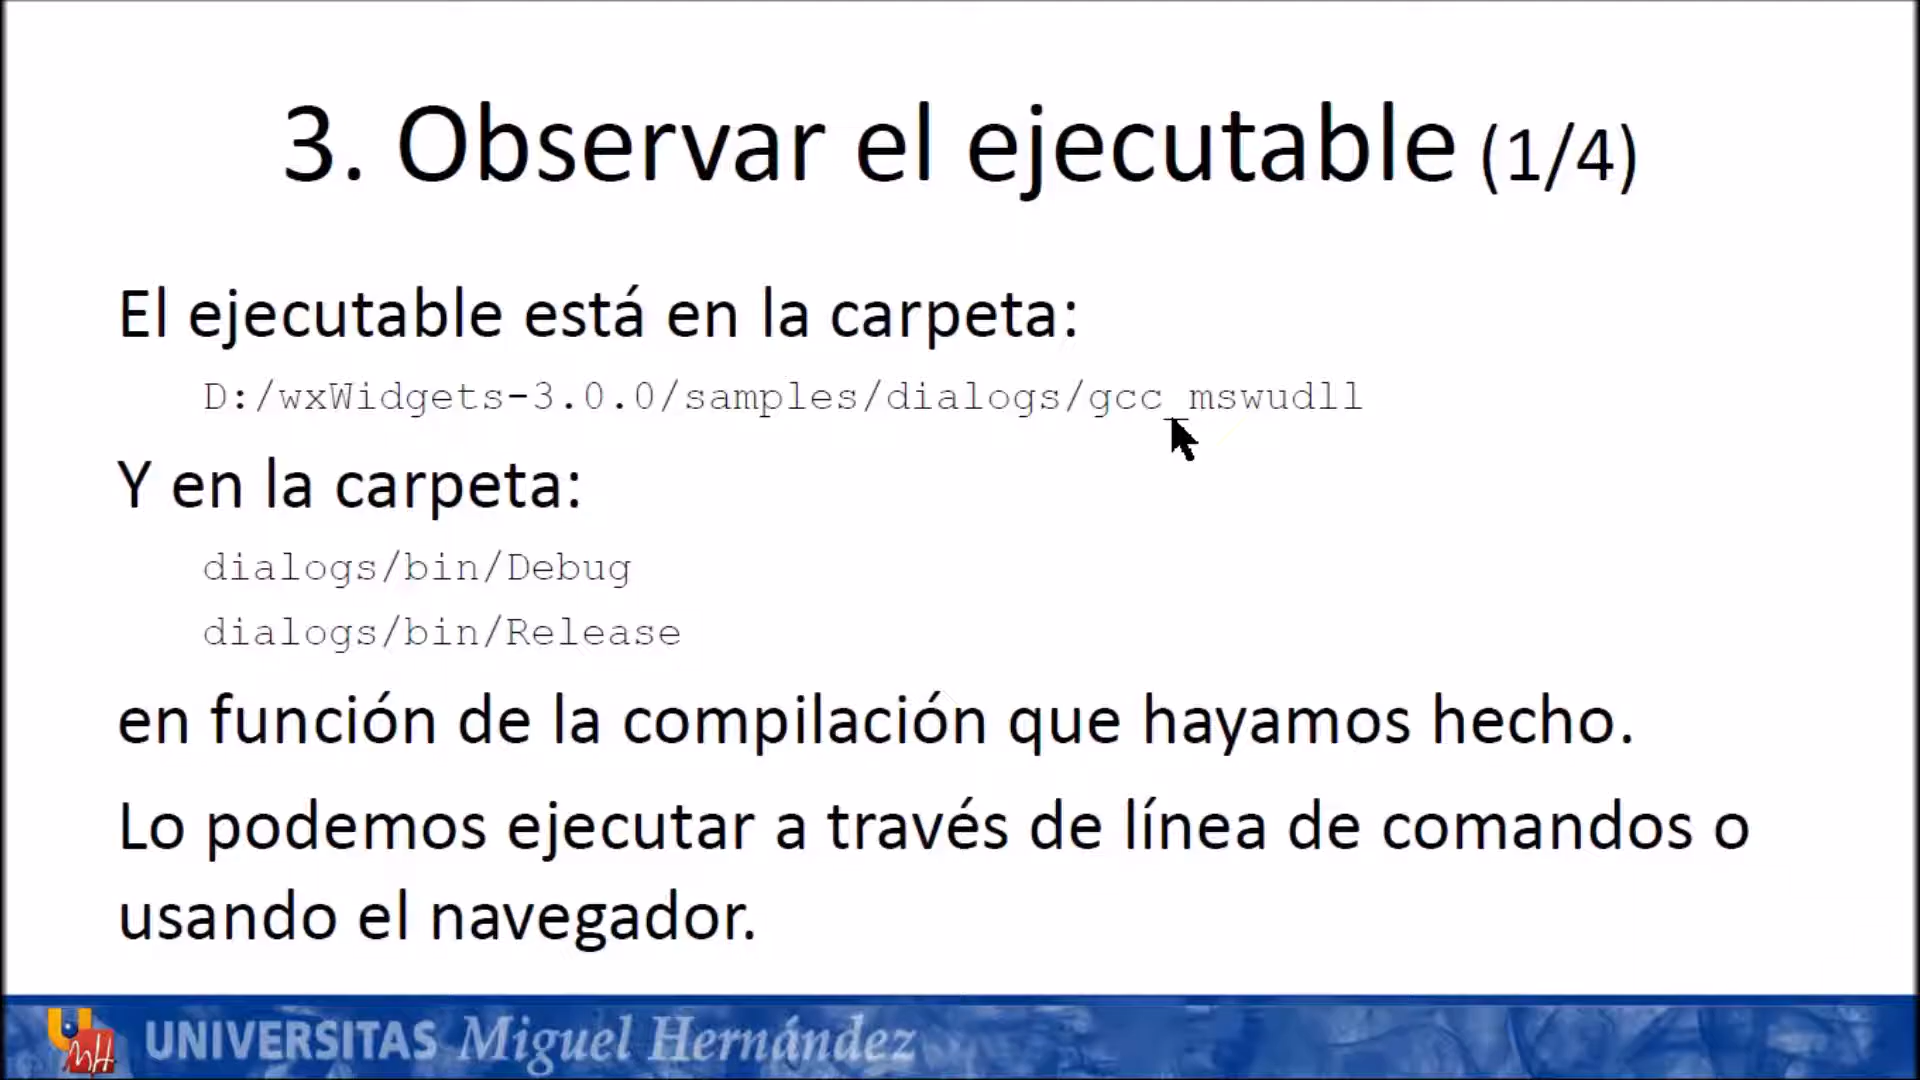 3. Observar el ejecutable (1/4)
El ejecutable está en la carpeta:
D:/wxWidgets-3.0.0/samples/dialogs/gcc_mswudll
Y en la carpeta:
dialogs/bin/Debug
dialogs/bin/Release
en función de la compilación que hayamos hecho.
Lo podemos ejecutar a través de línea de comandos o
usando el navegador.
UNIVERSITAS Miguel Hernández